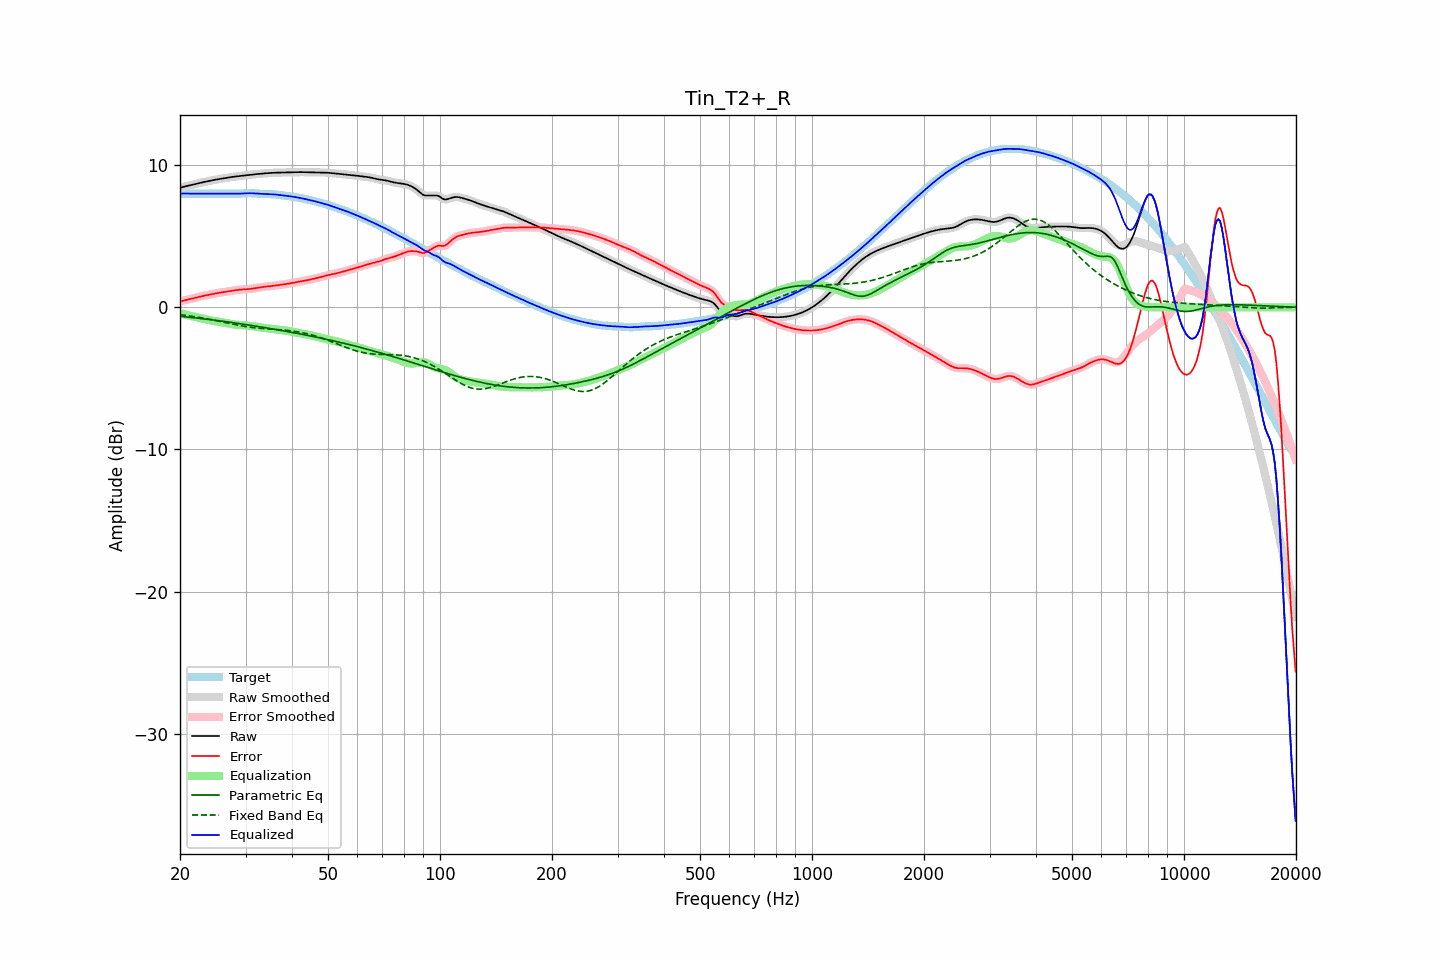 Tin_T2+_R
10
0
−10
−20
−30
Amplitude (dBr)
Target
Raw Smoothed
Error Smoothed
Raw
Error
Equalization
Parametric Eq
Fixed Band Eq
Equalized
20 50 100 200 500 1000 2000 5000 10000 20000
Frequency (Hz)